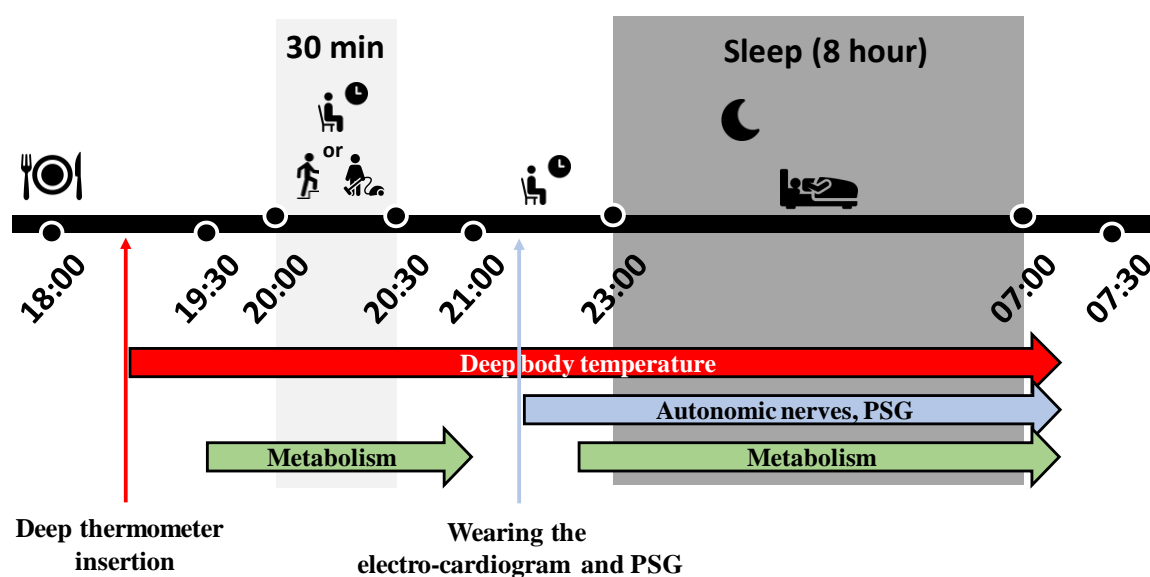 30 min
Sleep (8 hour)
or
18:00
19:30
20:00
20:30
21:00
23:00
07:00
07:30
Deep body temperature
Autonomic nerves, PSG
Metabolism
Metabolism
Deep thermometer
insertion
Wearing the
electro-cardiogram and PSG